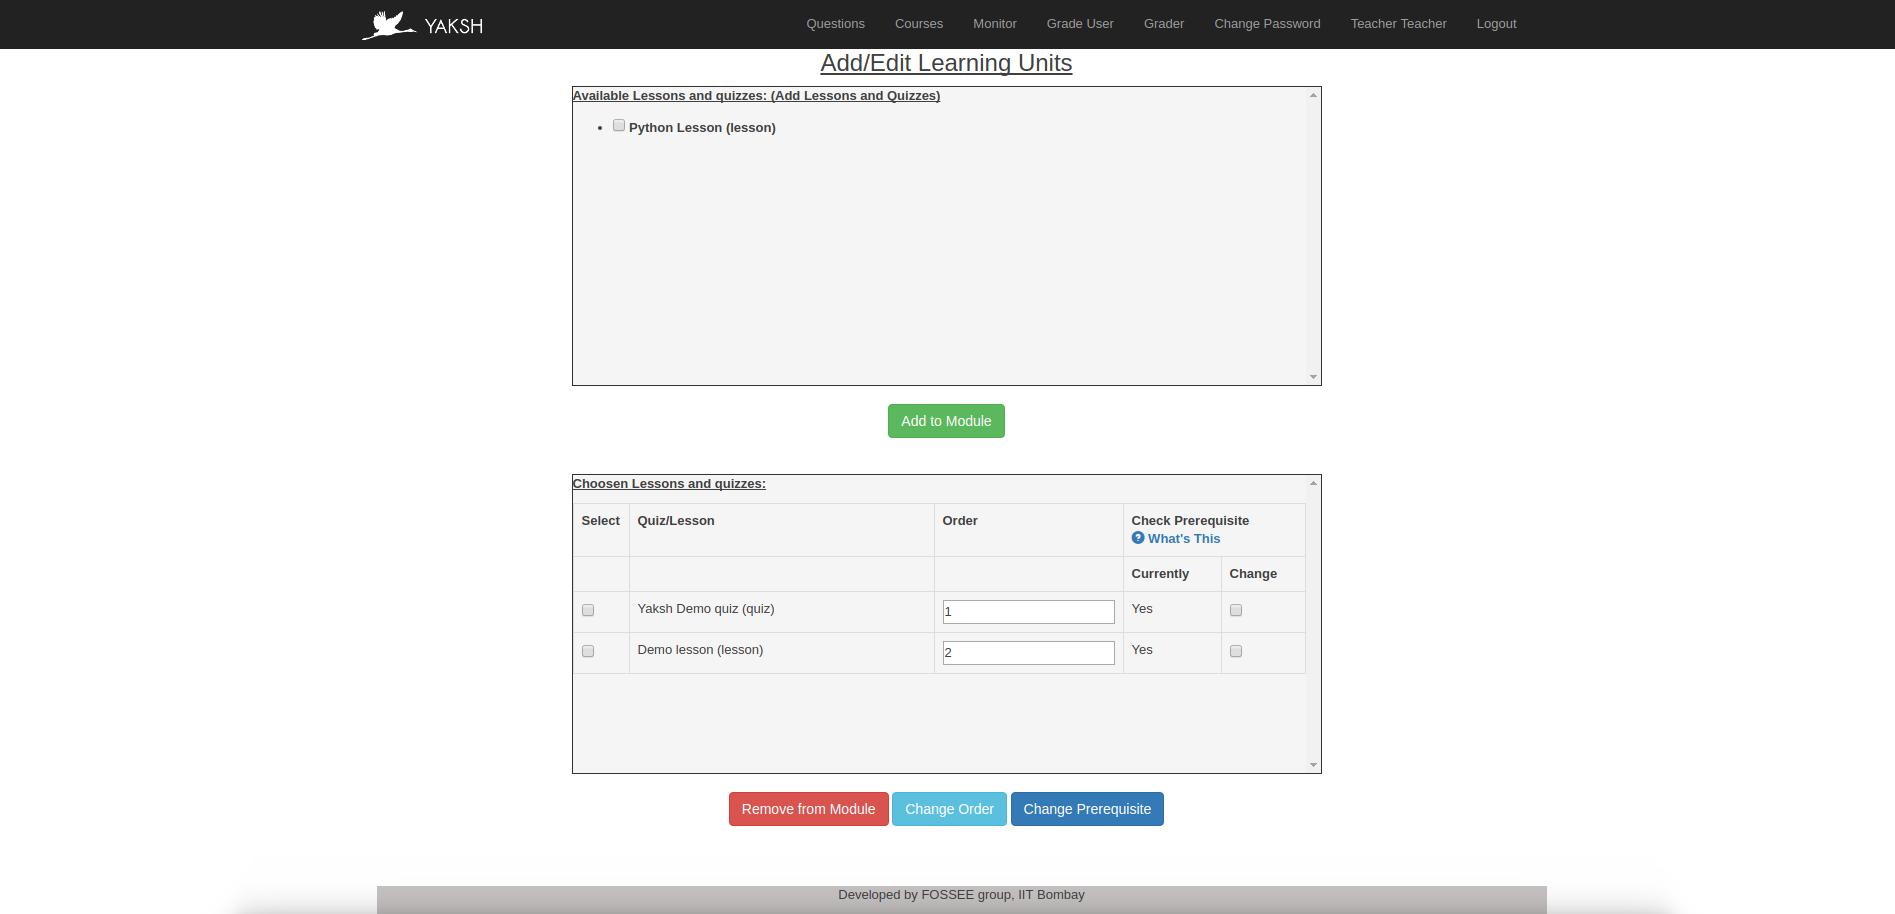 YAKSH
Questions Courses Monitor Grade User Grader Change Password Teacher Teacher Logout
Add/Edit Learning Units
Available Lessons and quizzes: (Add Lessons and Quizzes)
Python Lesson (lesson)
Add to Module
Choosen Lessons and quizzes:
Select Quiz/Lesson Order Check Prerequisite
What's This
Currently Change
Yaksh Demo quiz (quiz) 1 Yes
Demo lesson (lesson) 2 Yes
Remove from Module Change Order Change Prerequisite
Developed by FOSSEE group, IIT Bombay